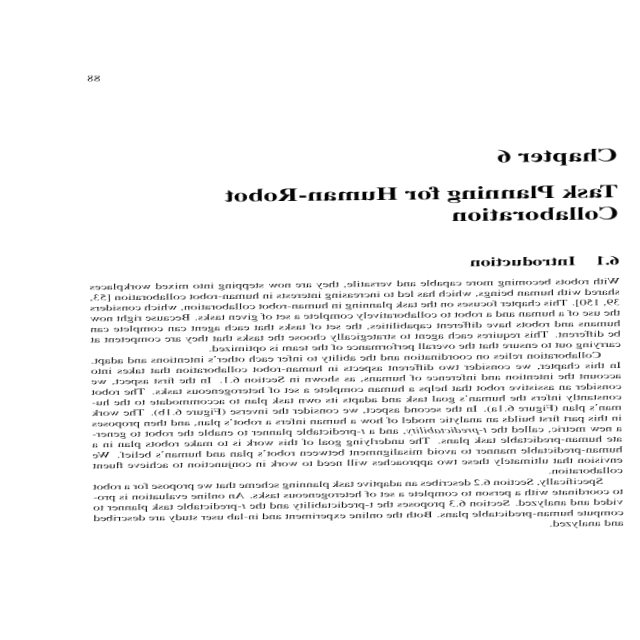 88
Chapter 6
Task Planning for Human-Robot
Collaboration
6.1 Introduction
With robots becoming more capable and versatile, they are now stepping into mixed workplaces
shared with human beings, which has led to increasing interests in human-robot collaboration [53,
39, 150]. This chapter focuses on the task planning in human-robot collaboration, which considers
the use of a human and a robot to collaboratively complete a set of given tasks. Because right now
humans and robots have different capabilities, the set of tasks that each agent can complete can
be different. This requires each agent to strategically choose the tasks that they are competent at
carrying out to ensure that the overall performance of the team is optimized.
Collaboration relies on coordination and the ability to infer each other's intentions and adapt.
In this chapter, we consider two different aspects in human-robot collaboration that takes into
account the intention and inference of humans, as shown in Section 6.1. In the first aspect, we
consider an assistive robot that helps a human complete a set of heterogeneous tasks. The robot
constantly infers the human's goal task and adapts its own task plan to accommodate to the hu-
man's plan (Figure 6.1a). In the second aspect, we consider the inverse (Figure 6.1b). The work
in this part first builds an analytic model of how a human infers a robot's plan, and then proposes
a new metric, called the t-predictability, and a t-predictable planner to enable the robot to gener-
ate human-predictable task plans. The underlying goal of this work is to make robots plan in a
human-predictable manner to avoid misalignment between robot's plan and human's belief. We
envision that ultimately these two approaches will need to work in conjunction to achieve fluent
collaboration.
Specifically, Section 6.2 describes an adaptive task planning scheme that we propose for a robot
to coordinate with a person to complete a set of heterogeneous tasks. An online evaluation is pro-
vided and analyzed. Section 6.3 proposes the t-predictability and the t-predictable task planner to
compute human-predictable plans. Both the online experiment and in-lab user study are described
and analyzed.